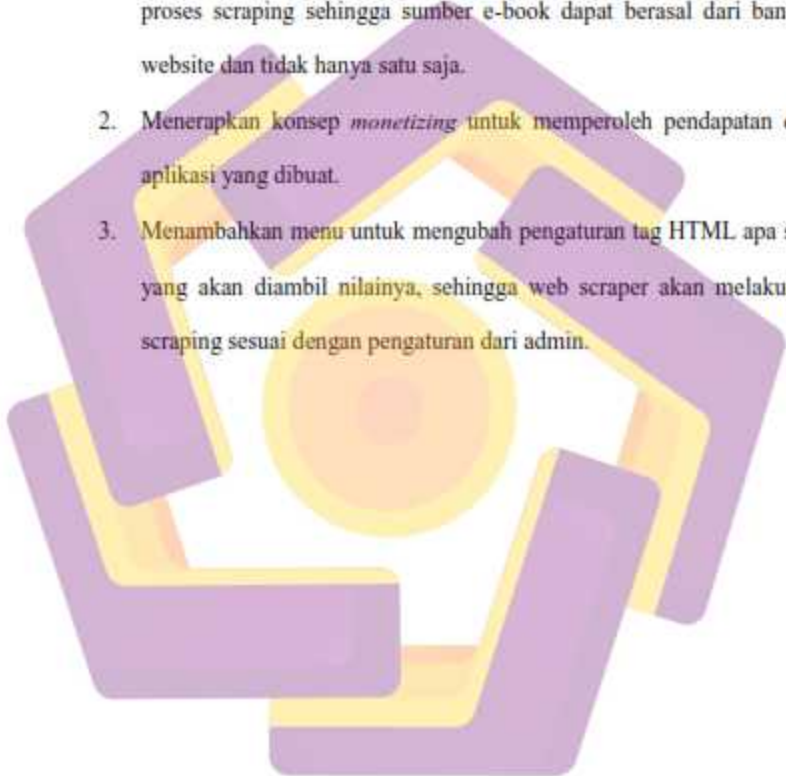 proses scraping sehingga sumber e-book dapat berasal dari ban
website dan tidak hanya satu saja.
2. Menerapkan konsep monetizing untuk memperoleh pendapatan
aplikasi yang dibuat.
3. Menambahkan menu untuk mengubah pengaturan tag HTML apa
yang akan diambil nilainya, sehingga web scraper akan melaku
scraping sesuai dengan pengaturan dari admin.